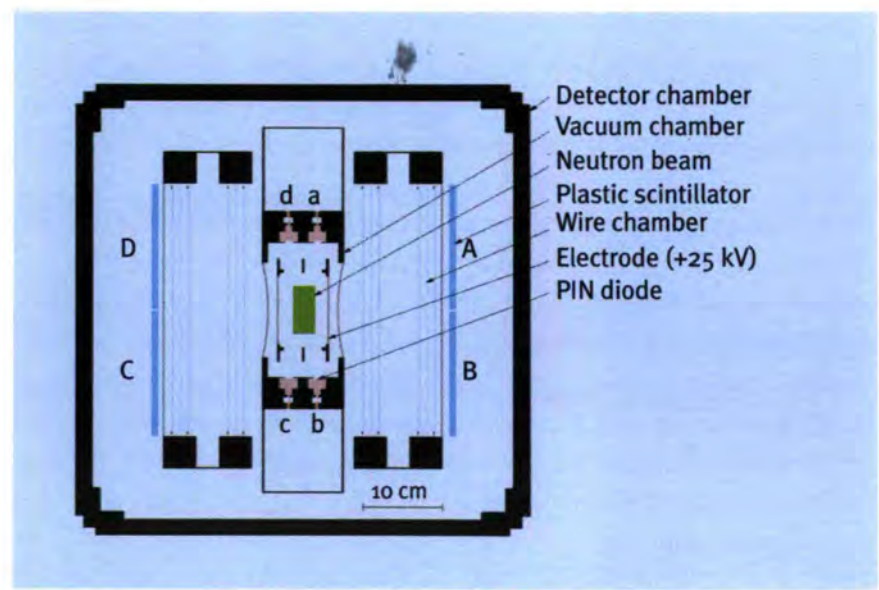 Detector chamber
Vacuum chamber
Neutron beam
Plastic scintillator
Wire chamber
Electrode (+25 kV)
PIN diode
d a
D A
C B
c b
10 cm